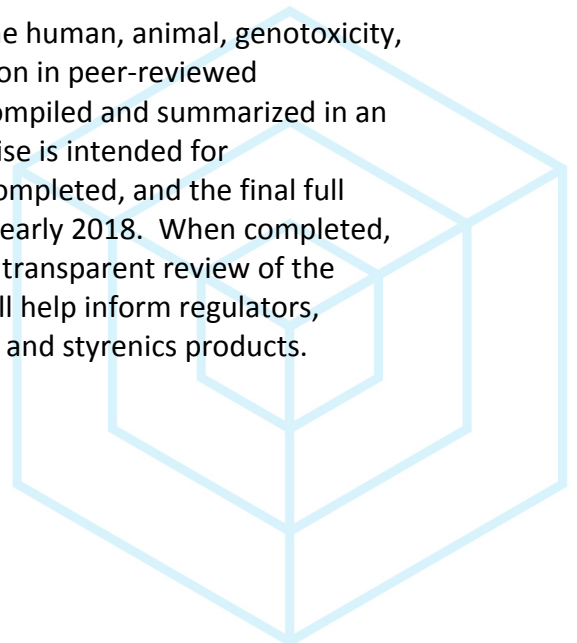 he human, animal, genotoxicity,
on in peer-reviewed
ompiled and summarized in an
ise is intended for
ompleted, and the final full
early 2018. When completed,
transparent review of the
ll help inform regulators,
and styrenics products.